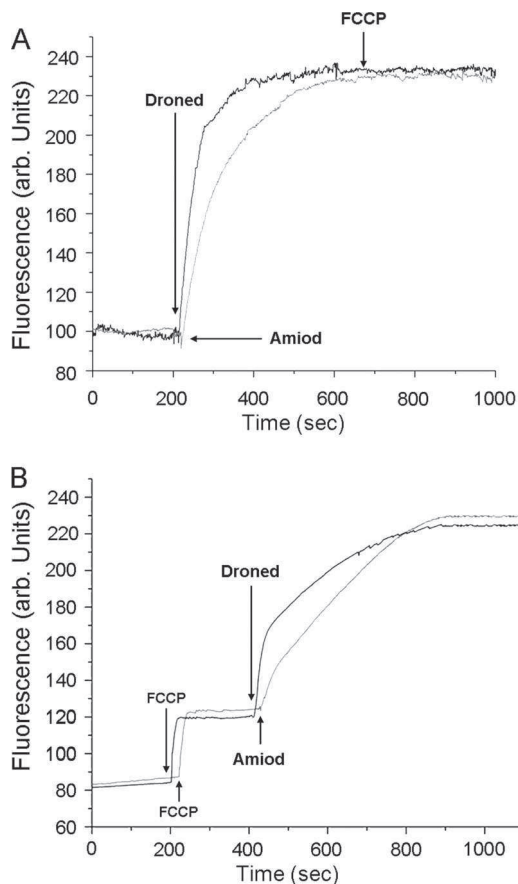 A
FCCP
Droned
Amiod
Fluorescence (arb. Units)
240
220
200
180
160
140
120
100
80
0 200 400 600 800 1000
Time (sec)
B
Droned
FCCP
FCCP
Amiod
Fluorescence (arb. Units)
240
220
200
180
160
140
120
100
80
60
0 200 400 600 800 1000
Time (sec)